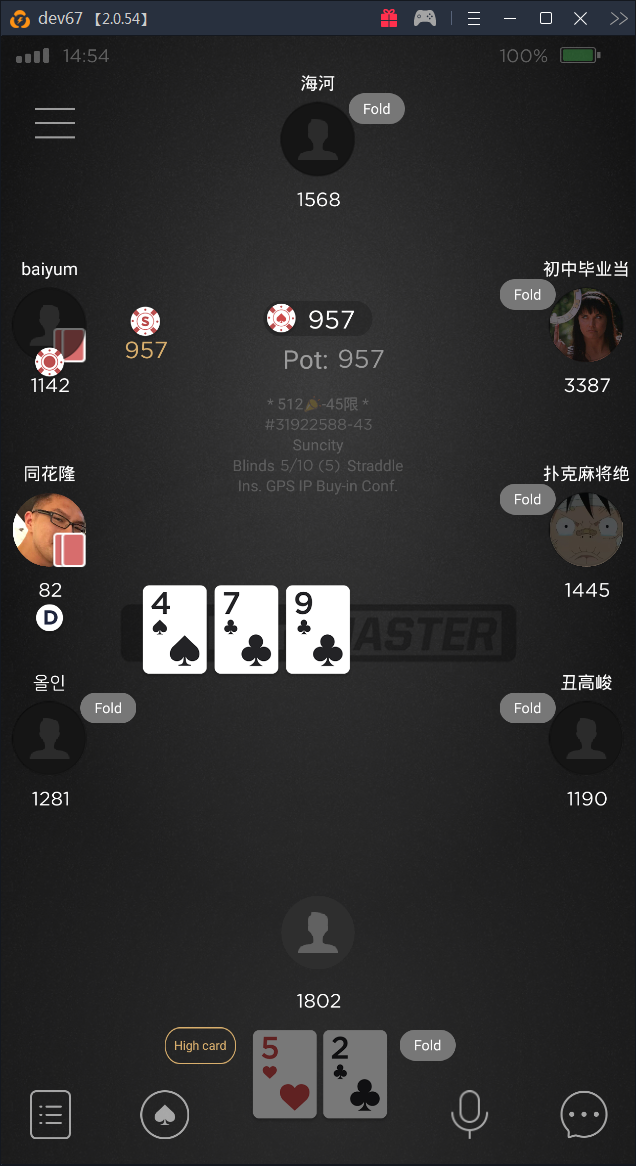 dev67 【2.0.54】
14:54
100%
海河
Fold
1568
baiyum
初中毕业当
Fold
S
957
957
Pot: 957
1142
3387
* 512 -45限 *
#31922588-43
Suncity
Blinds 5/10 (5) Straddle
Ins. GPS IP Buy-in Conf.
同花隆
扑克麻将绝
Fold
82
1445
D
4
7
9
MASTER
올인
丑高峻
Fold
Fold
1281
1190
1802
High card
5
2
Fold